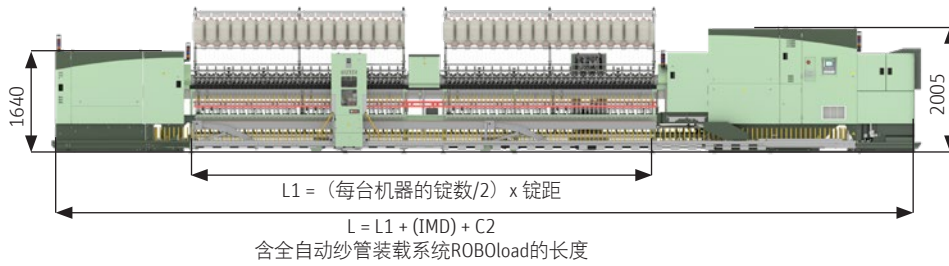 1640
2005
L1 =（每台机器的锭数/2）x 锭距
L = L1 + (IMD) + C2
含全自动纱管装载系统ROBOload的长度